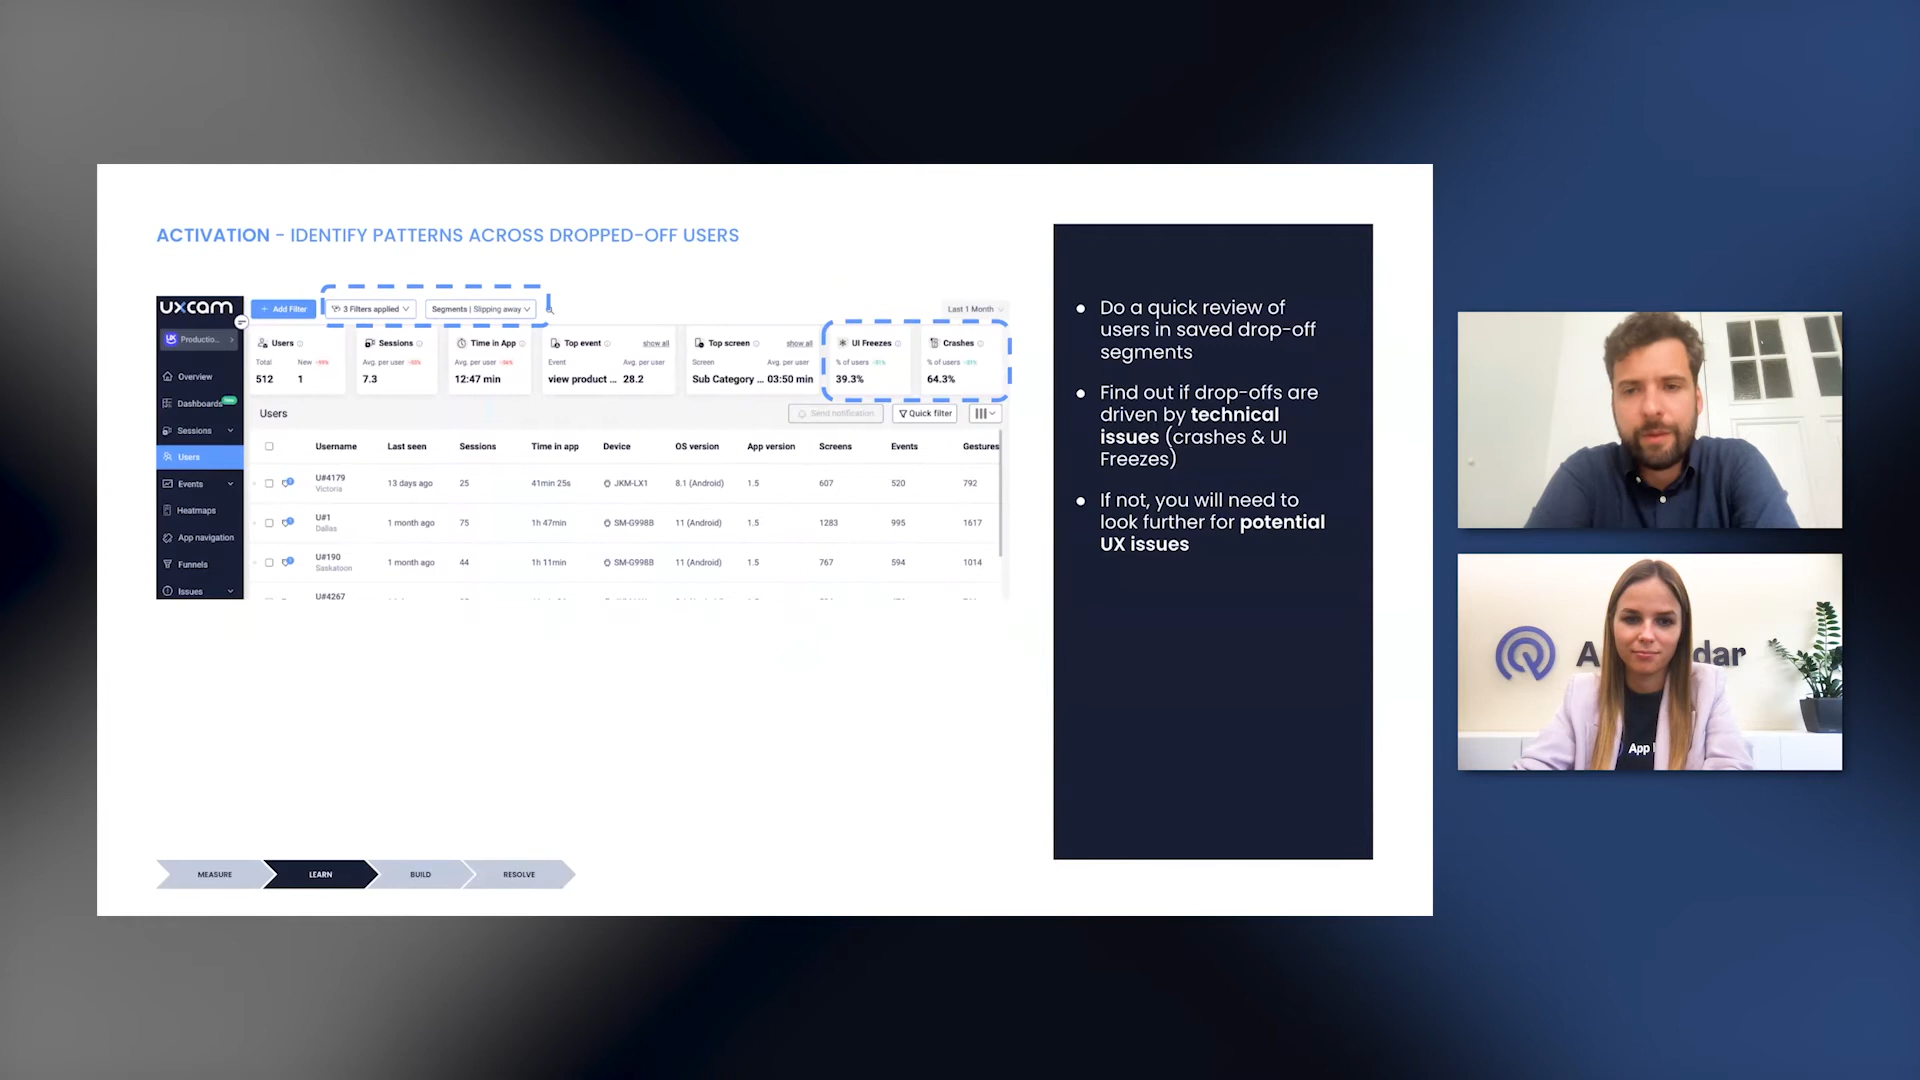 ACTIVATION - IDENTIFY PATTERNS ACROSS DROPPED-OFF USERS
uxcam
+ Add Filter
3 Filters applied
Segments | Slipping away
Last 1 Month
Productio...
Overview
Dashboards
Sessions
Users
Events
Heatmaps
App navigation
Funnels
Issues
Users
Total New
512 1
Sessions
Avg. per user
7.3
Time in App
Avg. per user
12:47 min
Top event show all
Event Avg. per user
view product ... 28.2
Top screen show all
Screen Avg. per user
Sub Category ... 03:50 min
UI Freezes
% of users
39.3%
Crashes
% of users
64.3%
Users
Send notification
Quick filter
Username Last seen Sessions Time in app Device OS version App version Screens Events Gestures
U#4179
Victoria
13 days ago 25 41min 25s JKM-LX1 8.1 (Android) 1.5 607 520 792
U#1
Dallas
1 month ago 75 1h 47min SM-G998B 11 (Android) 1.5 1283 995 1617
U#190
Saskatoon
1 month ago 44 1h 11min SM-G998B 11 (Android) 1.5 767 594 1014
U#4267
● Do a quick review of
users in saved drop-off
segments
● Find out if drop-offs are
driven by technical
issues (crashes & UI
Freezes)
● If not, you will need to
look further for potential
UX issues
MEASURE
LEARN
BUILD
RESOLVE
A dar
App